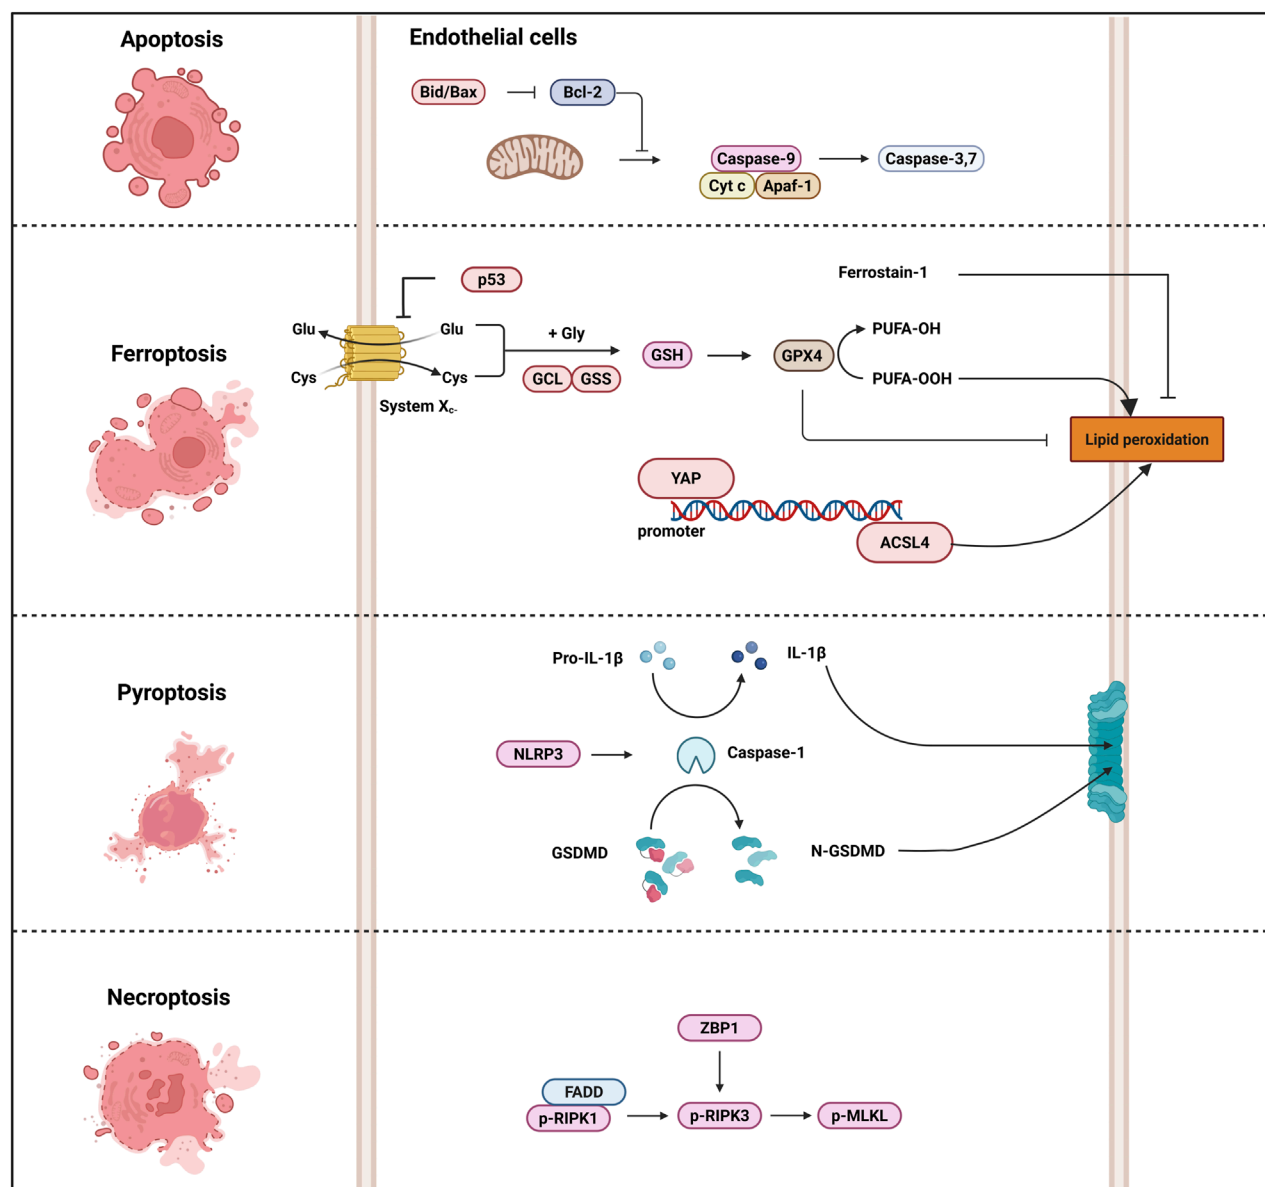 Apoptosis
Endothelial cells
Bid/Bax
Bcl-2
Caspase-9
Caspase-3,7
Cyt c
Apaf-1
Ferroptosis
p53
Ferrostain-1
Glu
Glu
+ Gly
PUFA-OH
GSH
GPX4
Cys
Cys
GCL
GSS
PUFA-OOH
System Xc-
Lipid peroxidation
YAP
promoter
ACSL4
Pyroptosis
Pro-IL-1β
IL-1β
NLRP3
Caspase-1
GSDMD
N-GSDMD
Necroptosis
ZBP1
FADD
p-RIPK1
p-RIPK3
p-MLKL